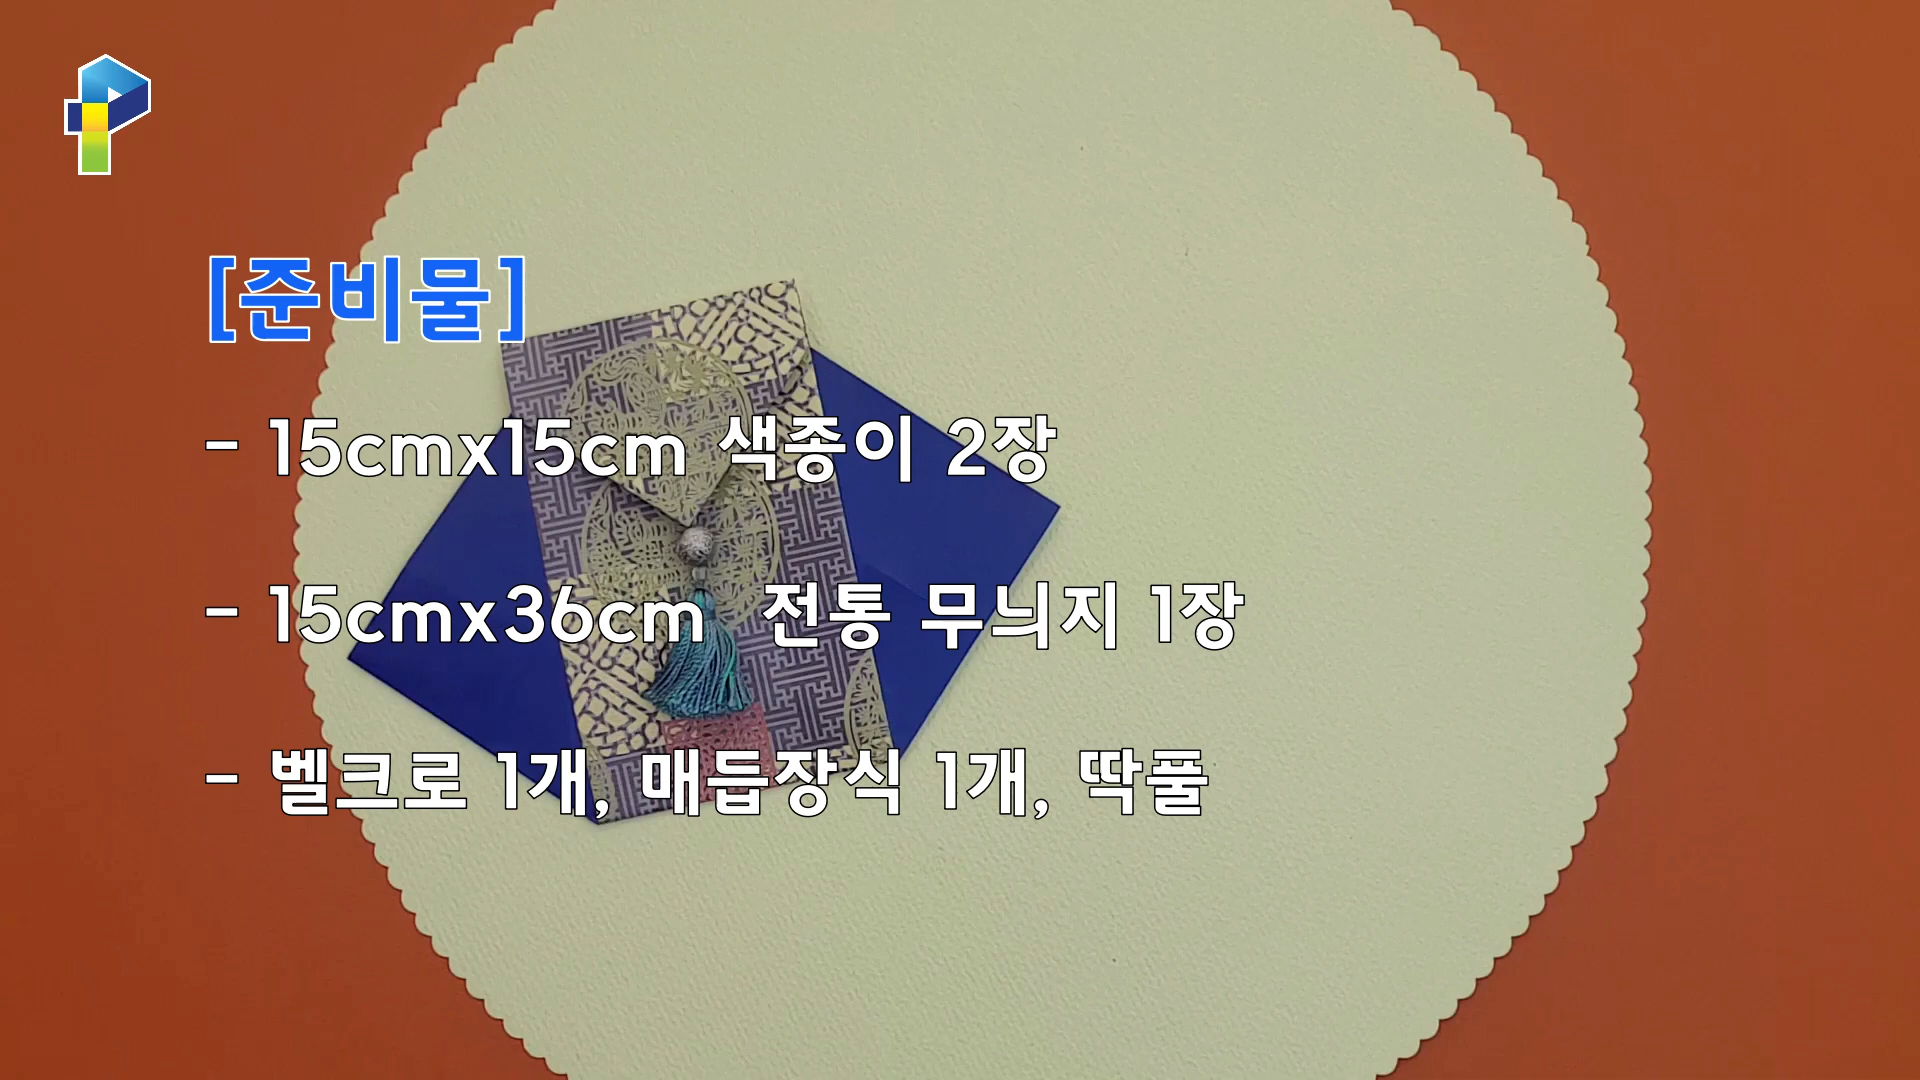 [준비물]
- 15cmx15cm 색종이 2장
- 15cmx36cm 전통 무늬지 1장
- 벨크로 1개, 매듭장식 1개, 딱풀